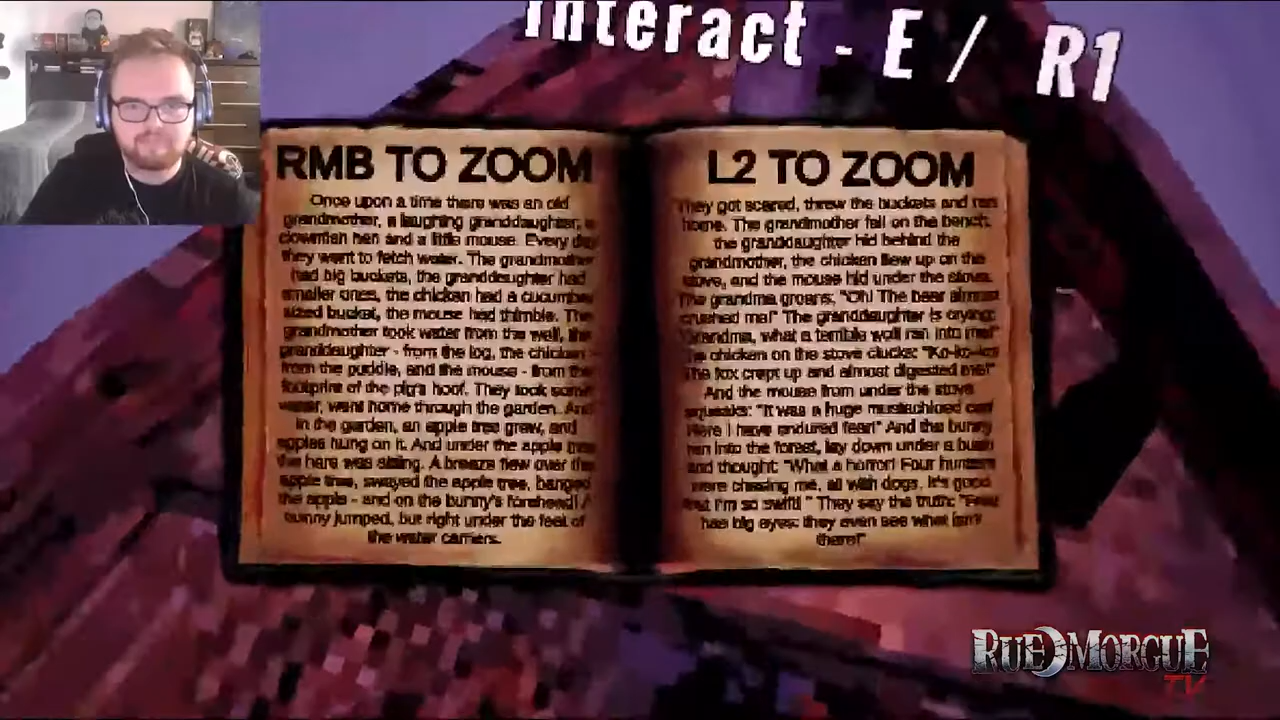 Interact - E / R1
RMB TO ZOOM
Once upon a time there was an old
grandmother, a laughing granddaughter, a
clownfish hen and a little mouse. Every day
they went to fetch water. The grandmother
had big buckets, the granddaughter had
smaller ones, the chicken had a cucumber
sized bucket, the mouse had thimble. The
grandmother took water from the well, the
granddaughter - from the log, the chicken -
from the puddle, and the mouse - from the
footprint of the pig's hoof. They took some
water, went home through the garden. And
in the garden, an apple tree grew, and
apples hung on it. And under the apple tree
the hare was sitting. A breeze flew over the
apple tree, swayed the apple tree, banged
the apple - and on the bunny's forehead! A
bunny jumped, but right under the feet of
the water carriers.
L2 TO ZOOM
They got scared, threw the buckets and ran
home. The grandmother fell on the bench,
the granddaughter hid behind the
grandmother, the chicken flew up on the
stove, and the mouse hid under the stove.
The grandma groans: "Oh! The bear almost
crushed me!" The granddaughter is crying:
"Grandma, what a terrible wolf ran into me!"
The chicken on the stove clucks: "Ko-ko-ko!
The fox crept up and almost digested me!"
And the mouse from under the stove
squeaks: "It was a huge mustachioed cat!
Here I have endured fear!" And the bunny
ran into the forest, lay down under a bush
and thought: "What a horror! Four hunters
were chasing me, all with dogs. It's good
that I'm so swift! " They say the truth: "Fear
has big eyes: they even see what isn't
there!"
RUE MORGUE
TV